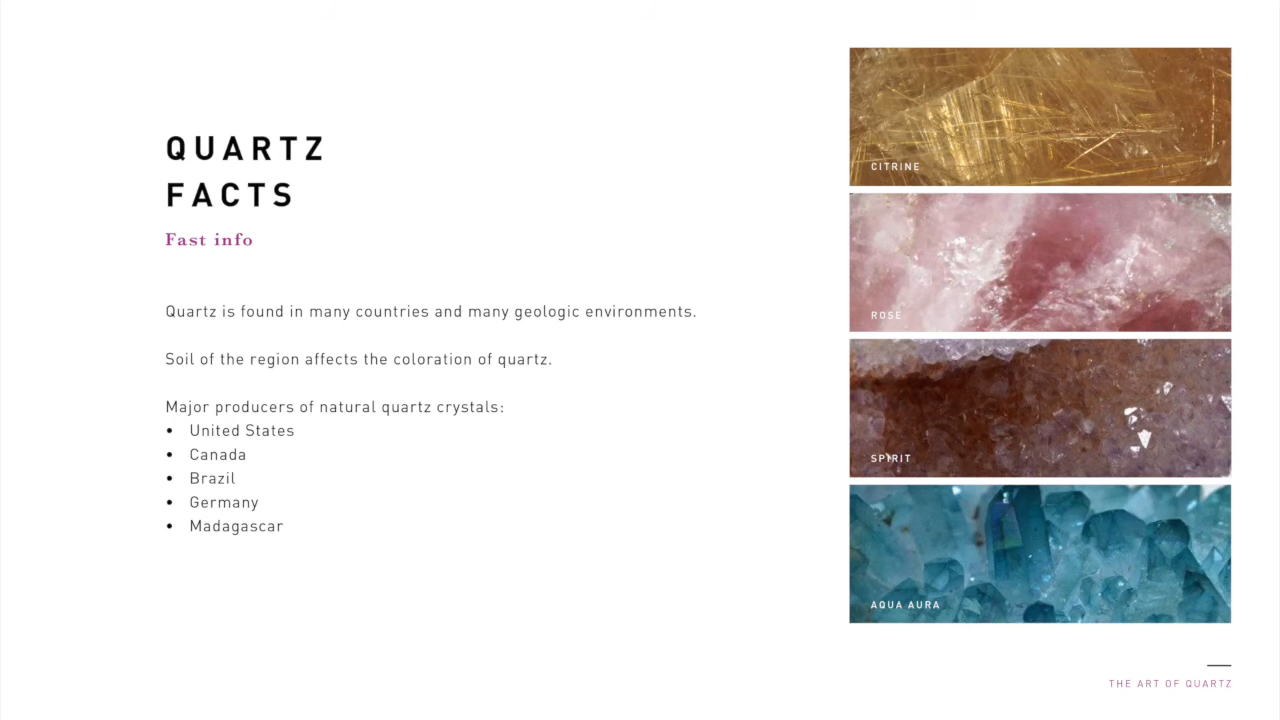 QUARTZ
FACTS
Fast info
Quartz is found in many countries and many geologic environments.
Soil of the region affects the coloration of quartz.
Major producers of natural quartz crystals:
• United States
• Canada
• Brazil
• Germany
• Madagascar
CITRINE
ROSE
SPIRIT
AQUA AURA
THE ART OF QUARTZ